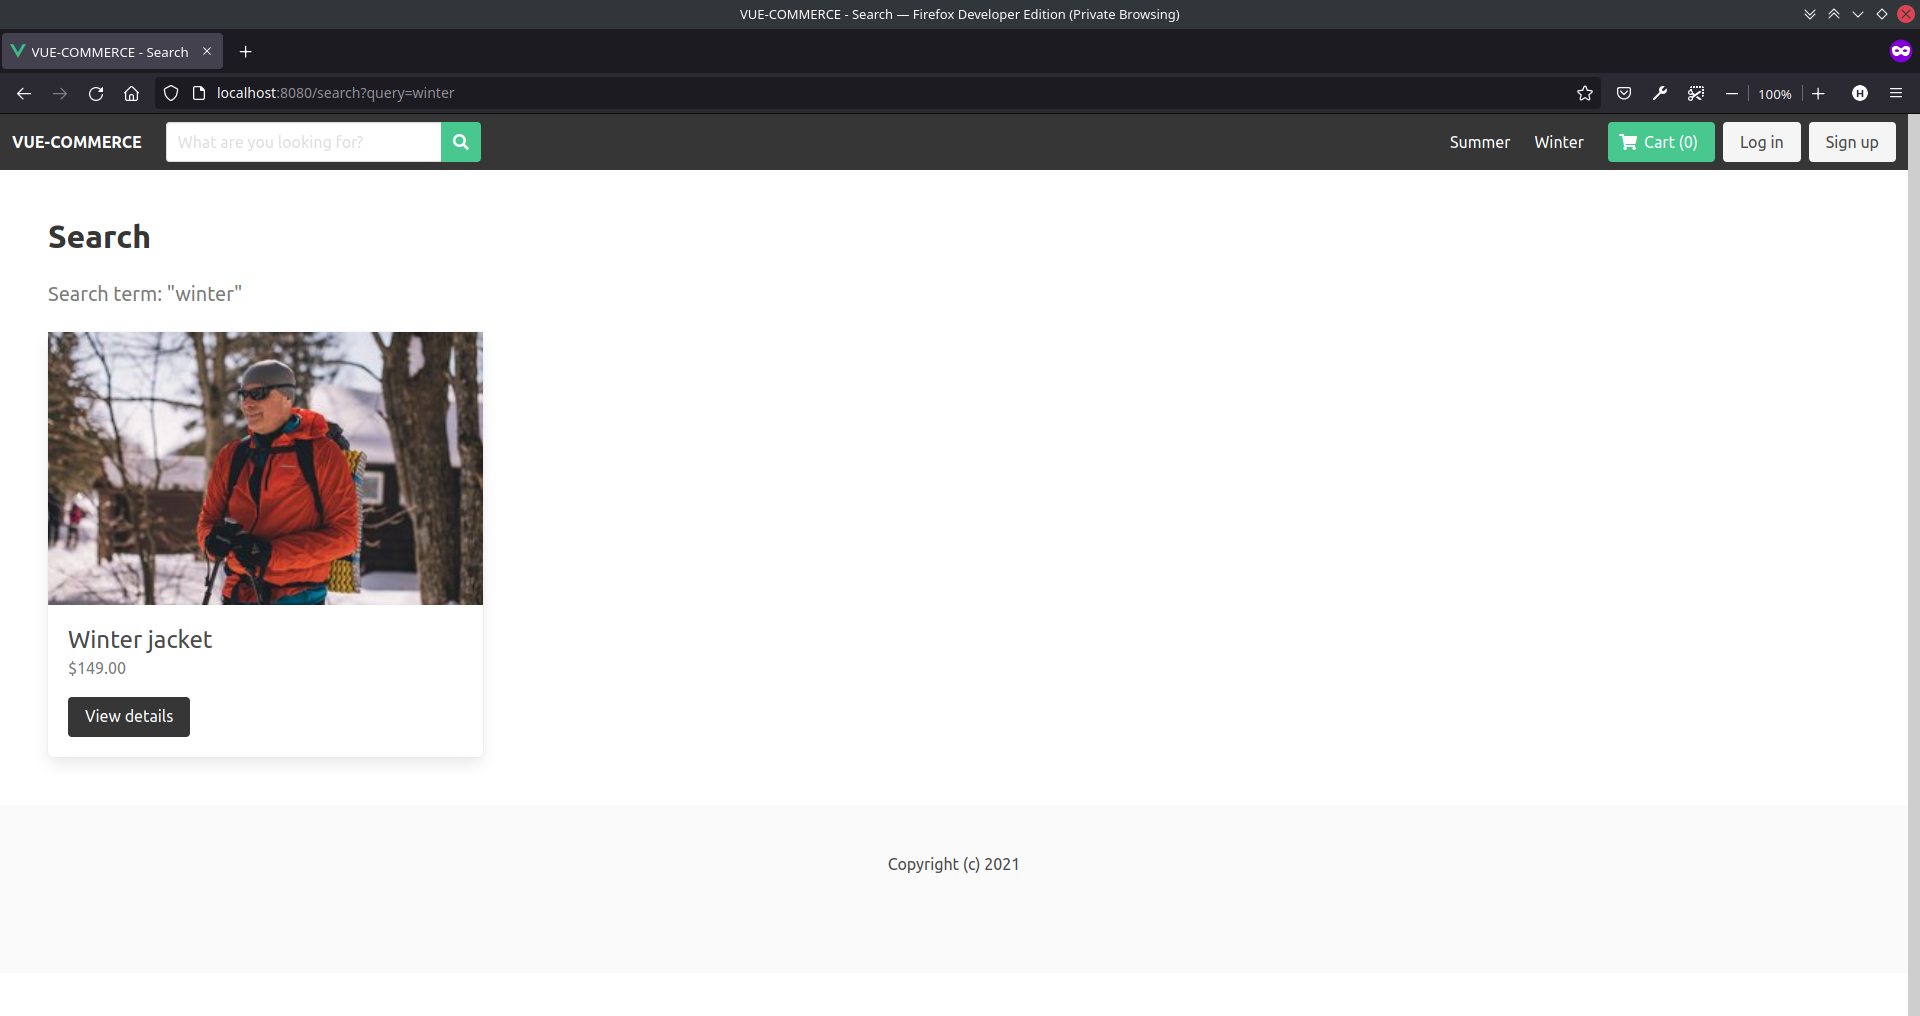 VUE-COMMERCE - Search — Firefox Developer Edition (Private Browsing)
VUE-COMMERCE - Search
localhost:8080/search?query=winter
100%
H
VUE-COMMERCE
What are you looking for?
Summer
Winter
Cart (0)
Log in
Sign up
Search
Search term: "winter"
Winter jacket
$149.00
View details
Copyright (c) 2021